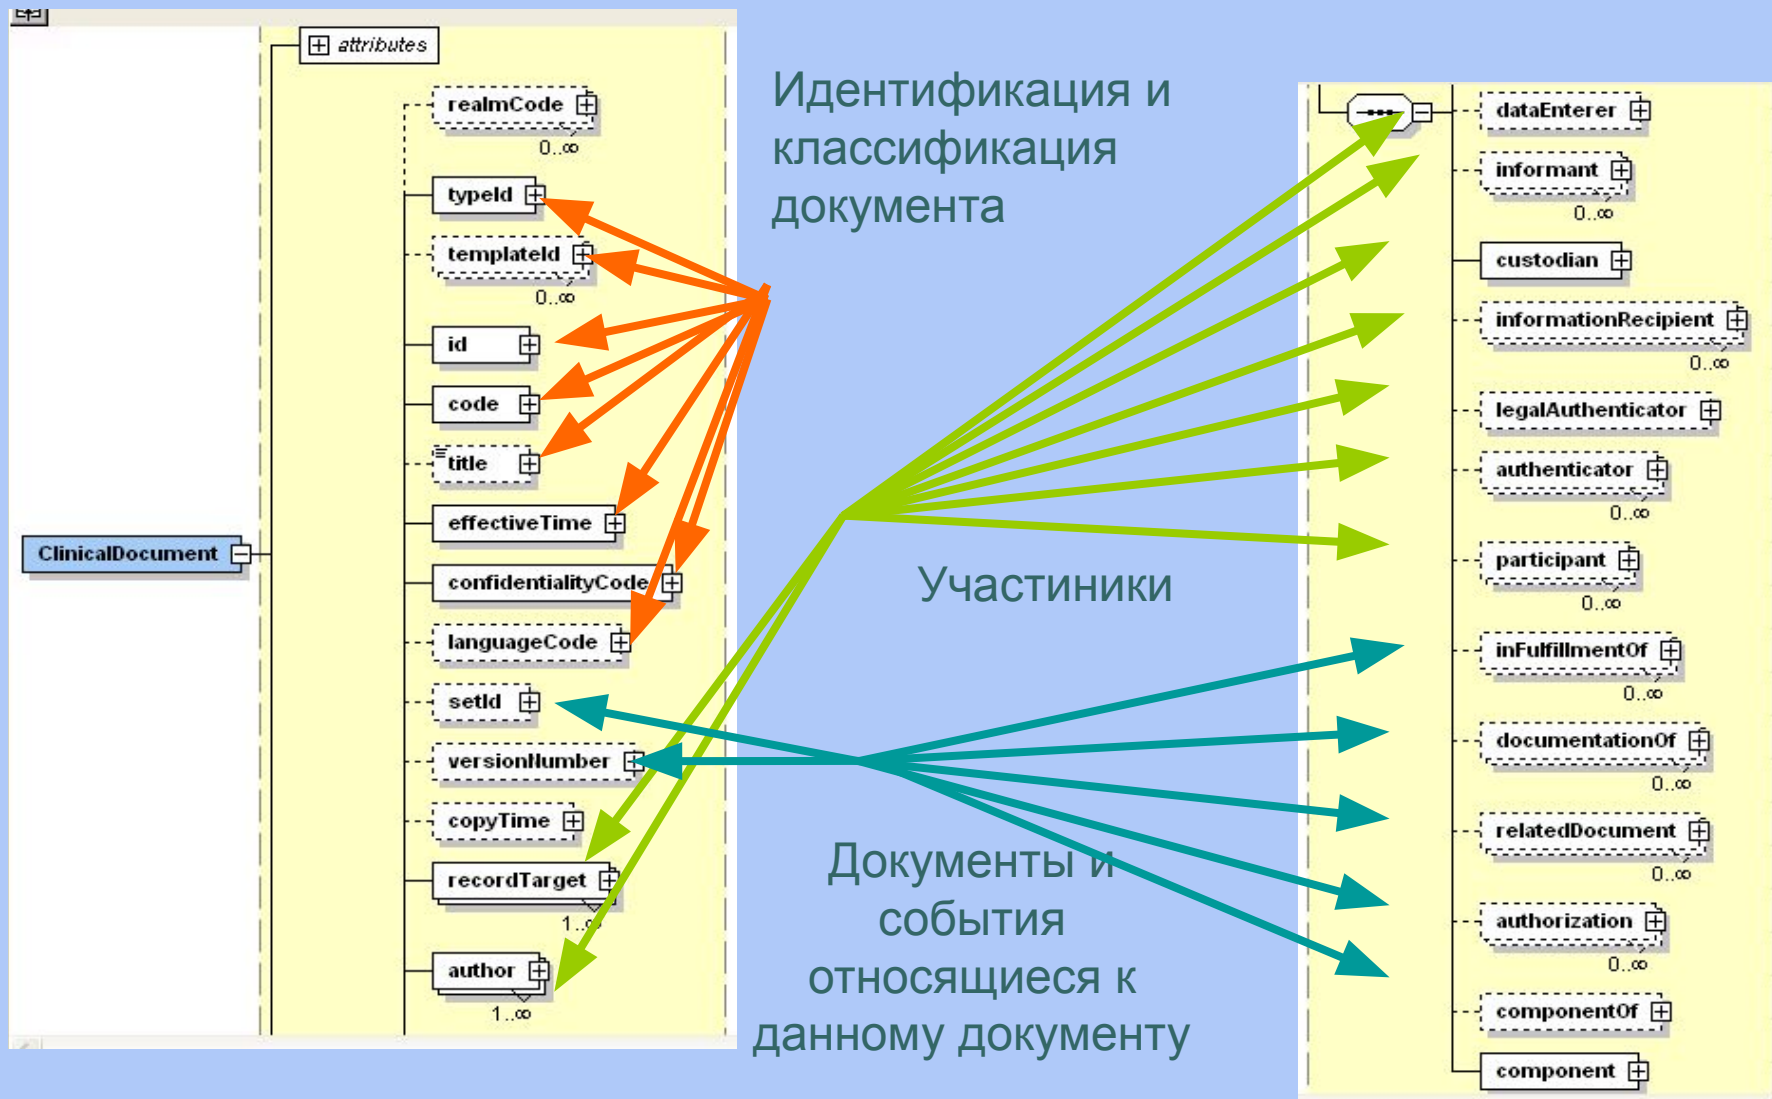 attributes
realmCode
0..∞
typeId
templateId
0..∞
id
code
title
effectiveTime
ClinicalDocument
confidentialityCode
languageCode
setId
versionNumber
copyTime
recordTarget
1..∞
author
1..∞
Идентификация и
классификация
документа
Участиники
Документы и
события
относящиеся к
данному документу
dataEnterer
informant
0..∞
custodian
informationRecipient
0..∞
legalAuthenticator
authenticator
0..∞
participant
0..∞
inFulfillmentOf
0..∞
documentationOf
0..∞
relatedDocument
0..∞
authorization
0..∞
componentOf
component